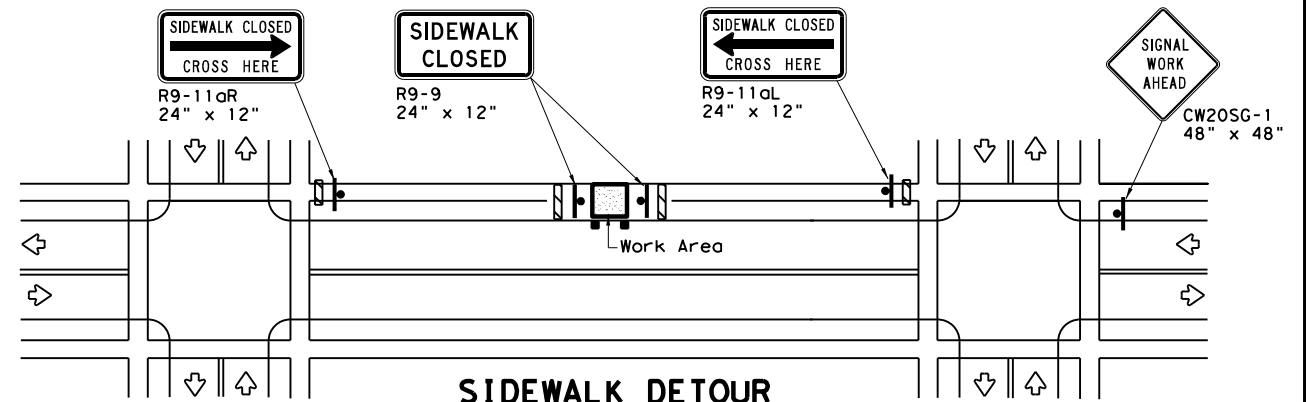 SIDEWALK CLOSED
CROSS HERE
R9-11aR
24" x 12"
SIDEWALK
CLOSED
R9-9
24" x 12"
SIDEWALK CLOSED
CROSS HERE
R9-11aL
24" x 12"
SIGNAL
WORK
AHEAD
CW20SG-1
48" x 48"
Work Area
SIDEWALK DETOUR